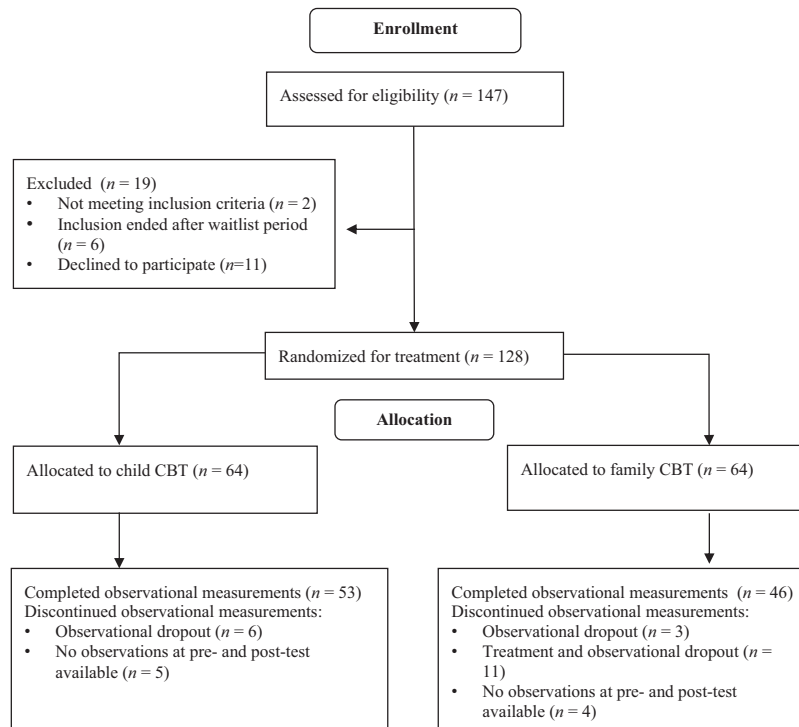 Enrollment
Assessed for eligibility (n = 147)
Excluded (n = 19)
• Not meeting inclusion criteria (n = 2)
• Inclusion ended after waitlist period
(n = 6)
• Declined to participate (n=11)
Randomized for treatment (n = 128)
Allocation
Allocated to child CBT (n = 64)
Allocated to family CBT (n = 64)
Completed observational measurements (n = 53)
Discontinued observational measurements:
• Observational dropout (n = 6)
• No observations at pre- and post-test
available (n = 5)
Completed observational measurements (n = 46)
Discontinued observational measurements:
• Observational dropout (n = 3)
• Treatment and observational dropout (n =
11)
• No observations at pre- and post-test
available (n = 4)